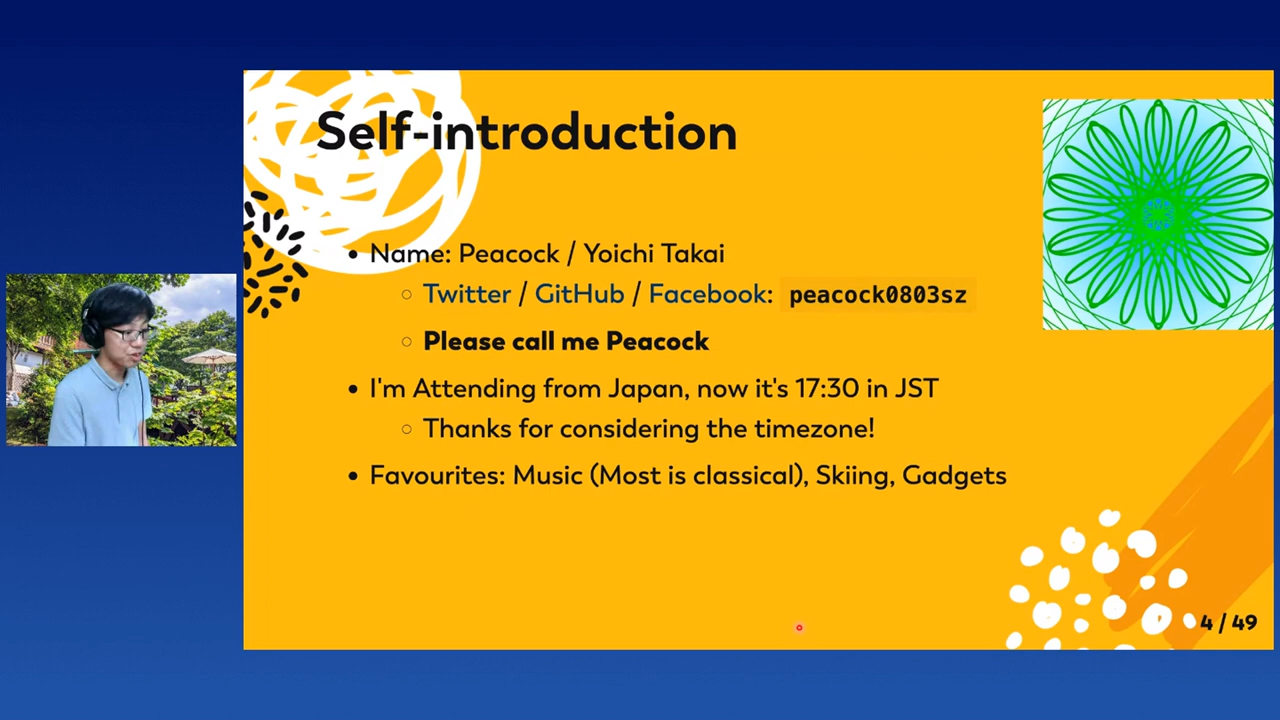 Self-introduction
Name: Peacock / Yoichi Takai
Twitter / GitHub / Facebook: peacock0803sz
Please call me Peacock
I'm Attending from Japan, now it's 17:30 in JST
Thanks for considering the timezone!
Favourites: Music (Most is classical), Skiing, Gadgets
4 / 49